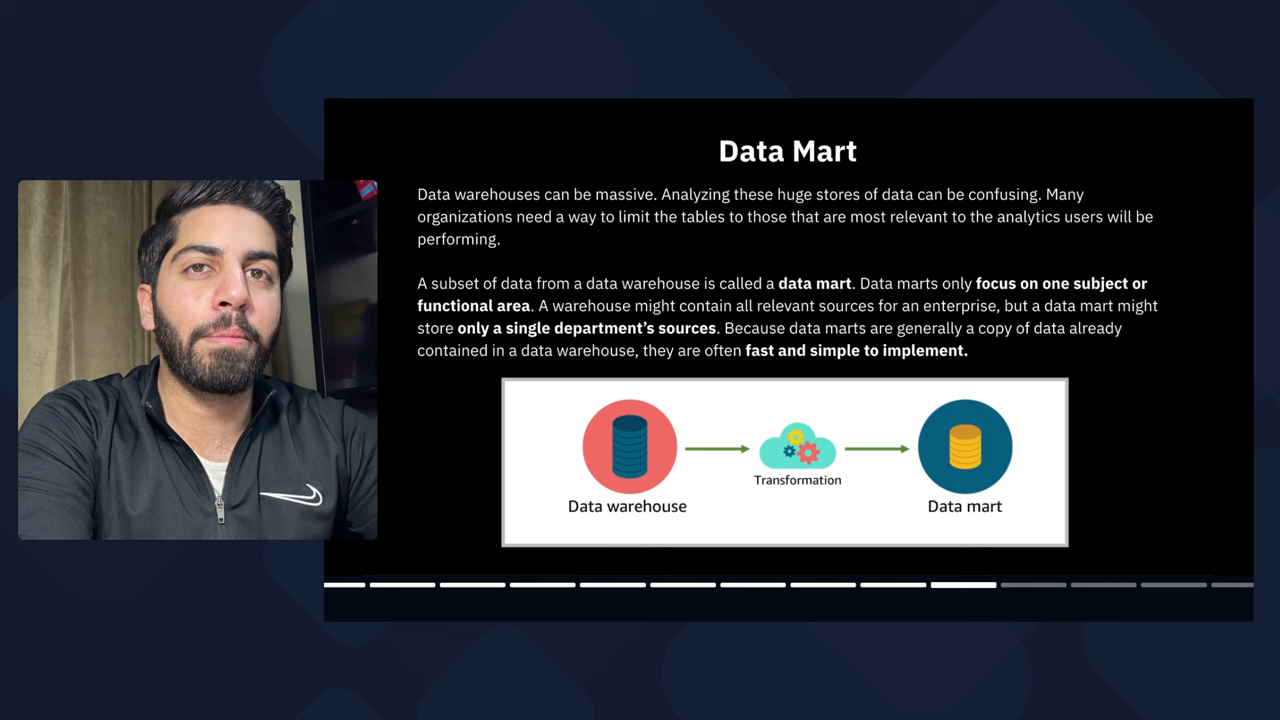 Data Mart
Data warehouses can be massive. Analyzing these huge stores of data can be confusing. Many
organizations need a way to limit the tables to those that are most relevant to the analytics users will be
performing.
A subset of data from a data warehouse is called a data mart. Data marts only focus on one subject or
functional area. A warehouse might contain all relevant sources for an enterprise, but a data mart might
store only a single department’s sources. Because data marts are generally a copy of data already
contained in a data warehouse, they are often fast and simple to implement.
Transformation
Data warehouse
Data mart